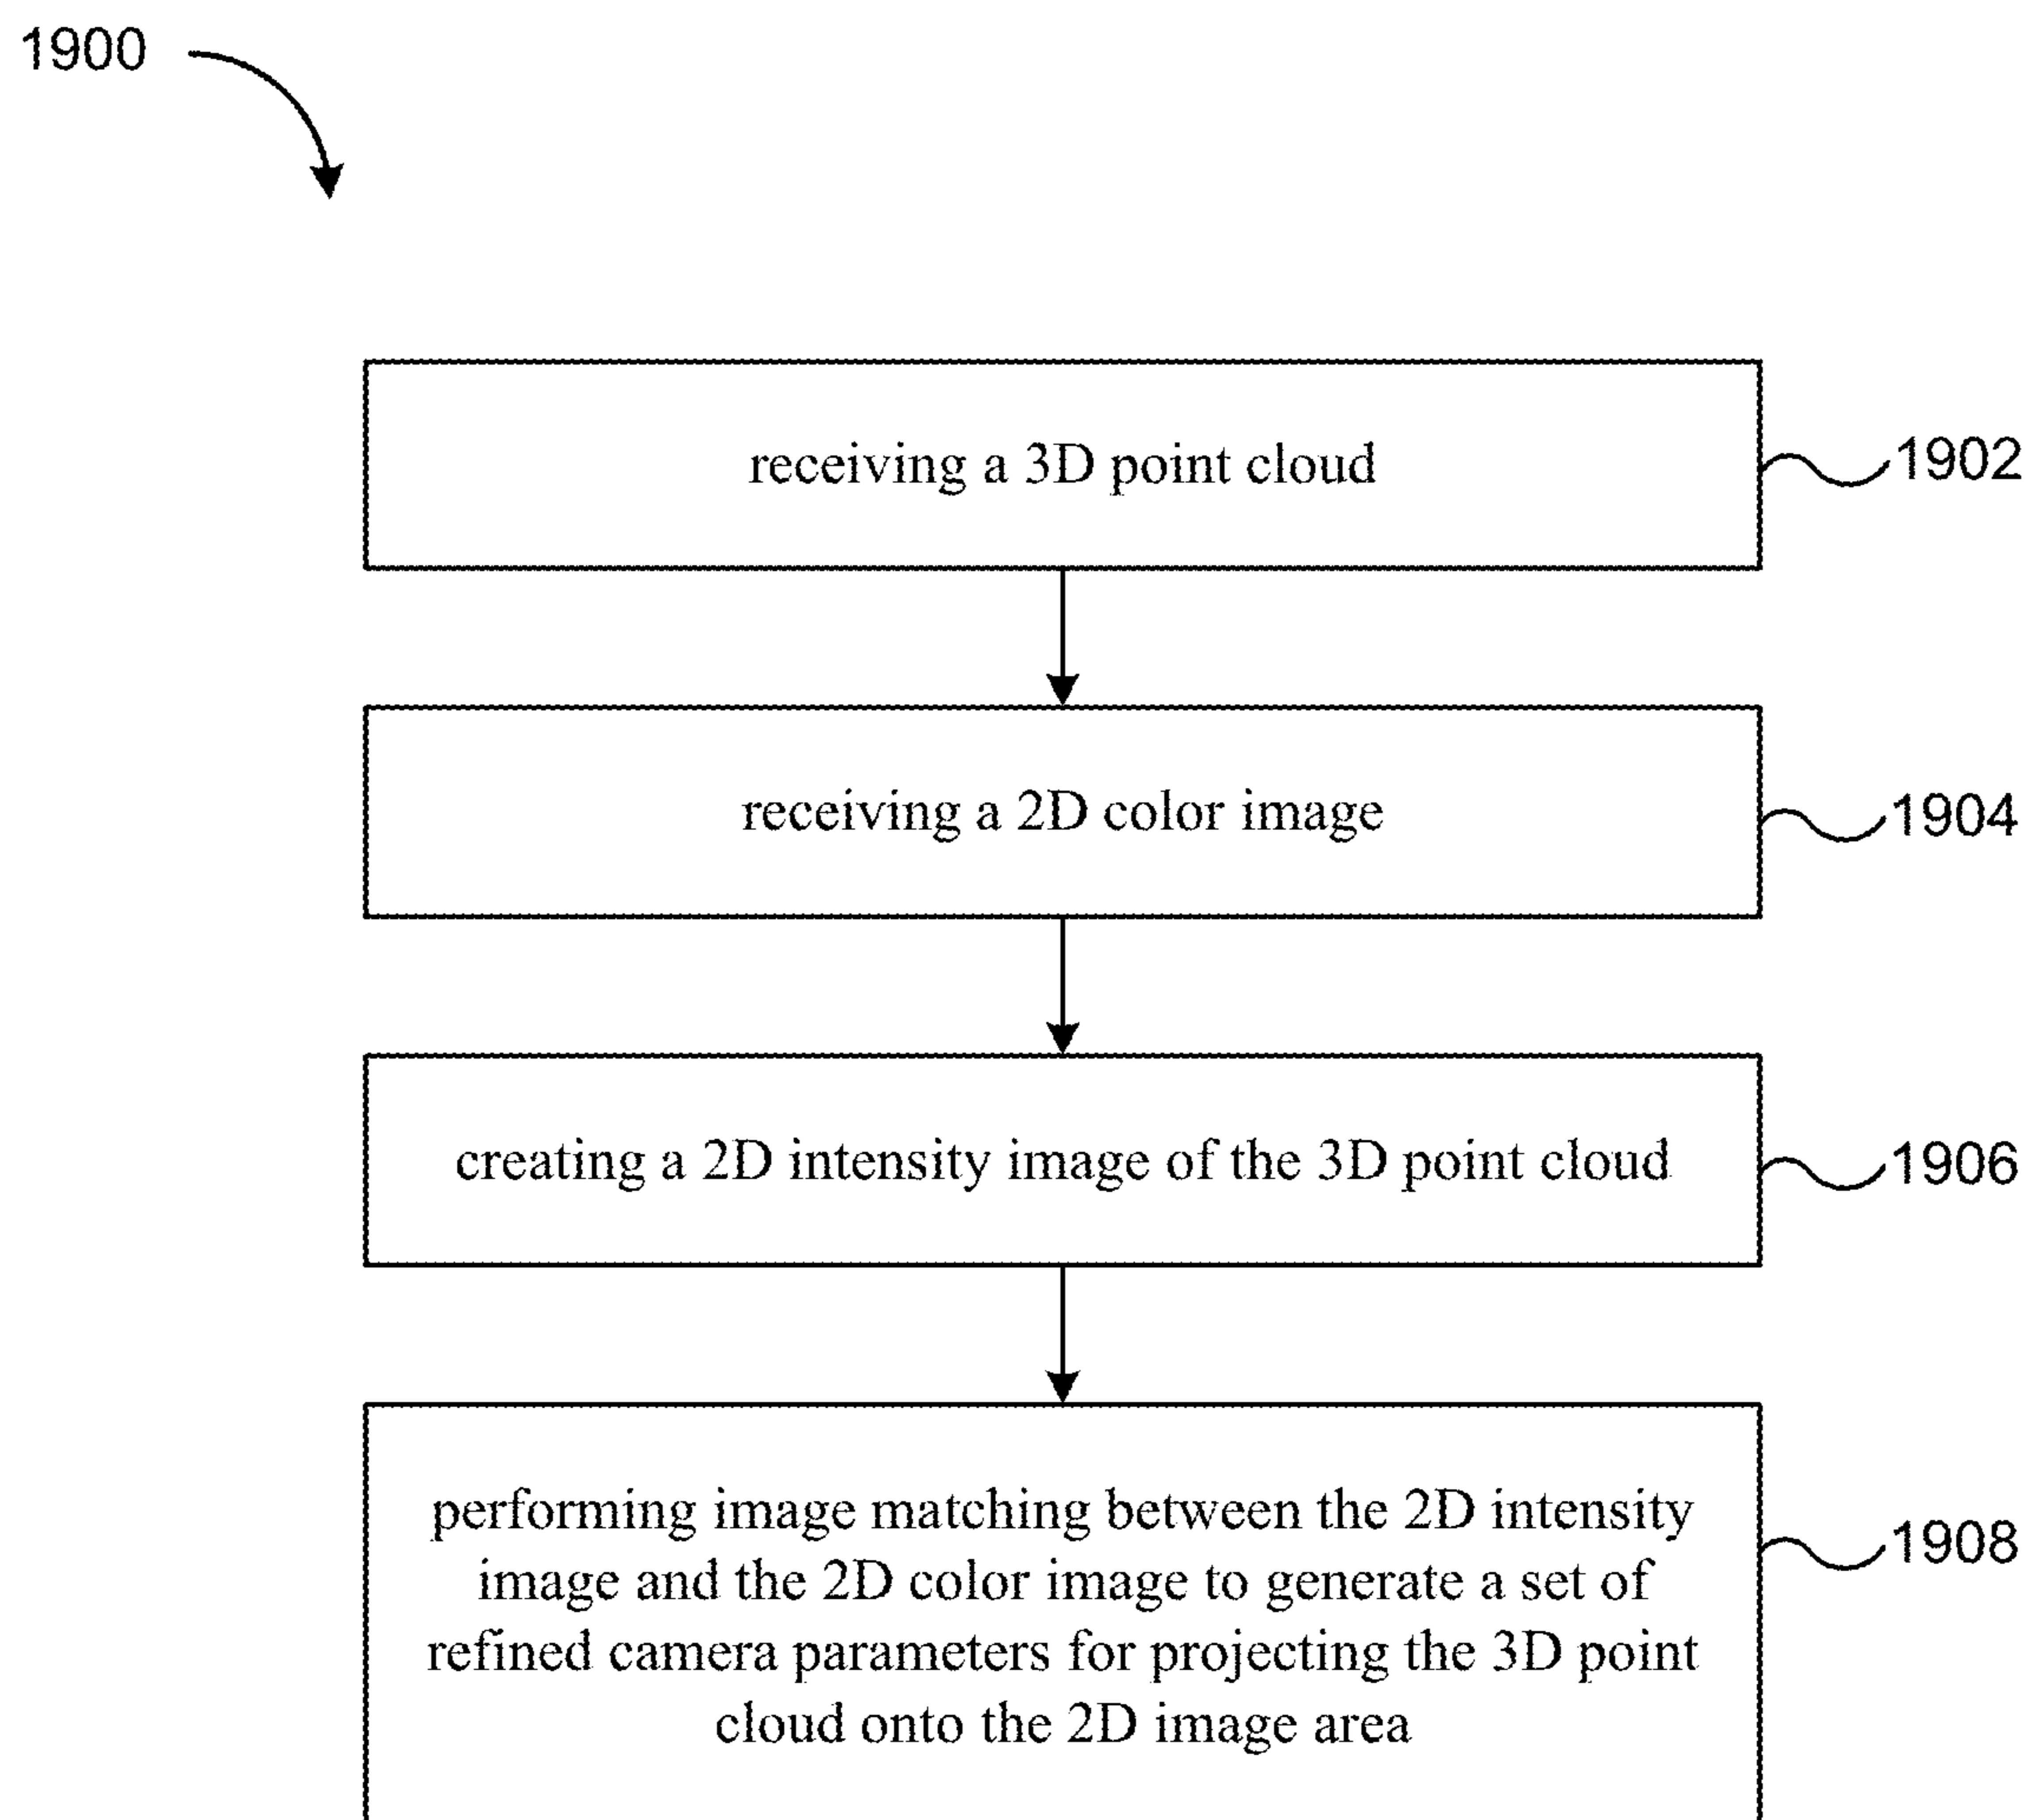 1900
receiving a 3D point cloud
1902
receiving a 2D color image
1904
creating a 2D intensity image of the 3D point cloud
1906
performing image matching between the 2D intensity
image and the 2D color image to generate a set of
refined camera parameters for projecting the 3D point
cloud onto the 2D image area
1908